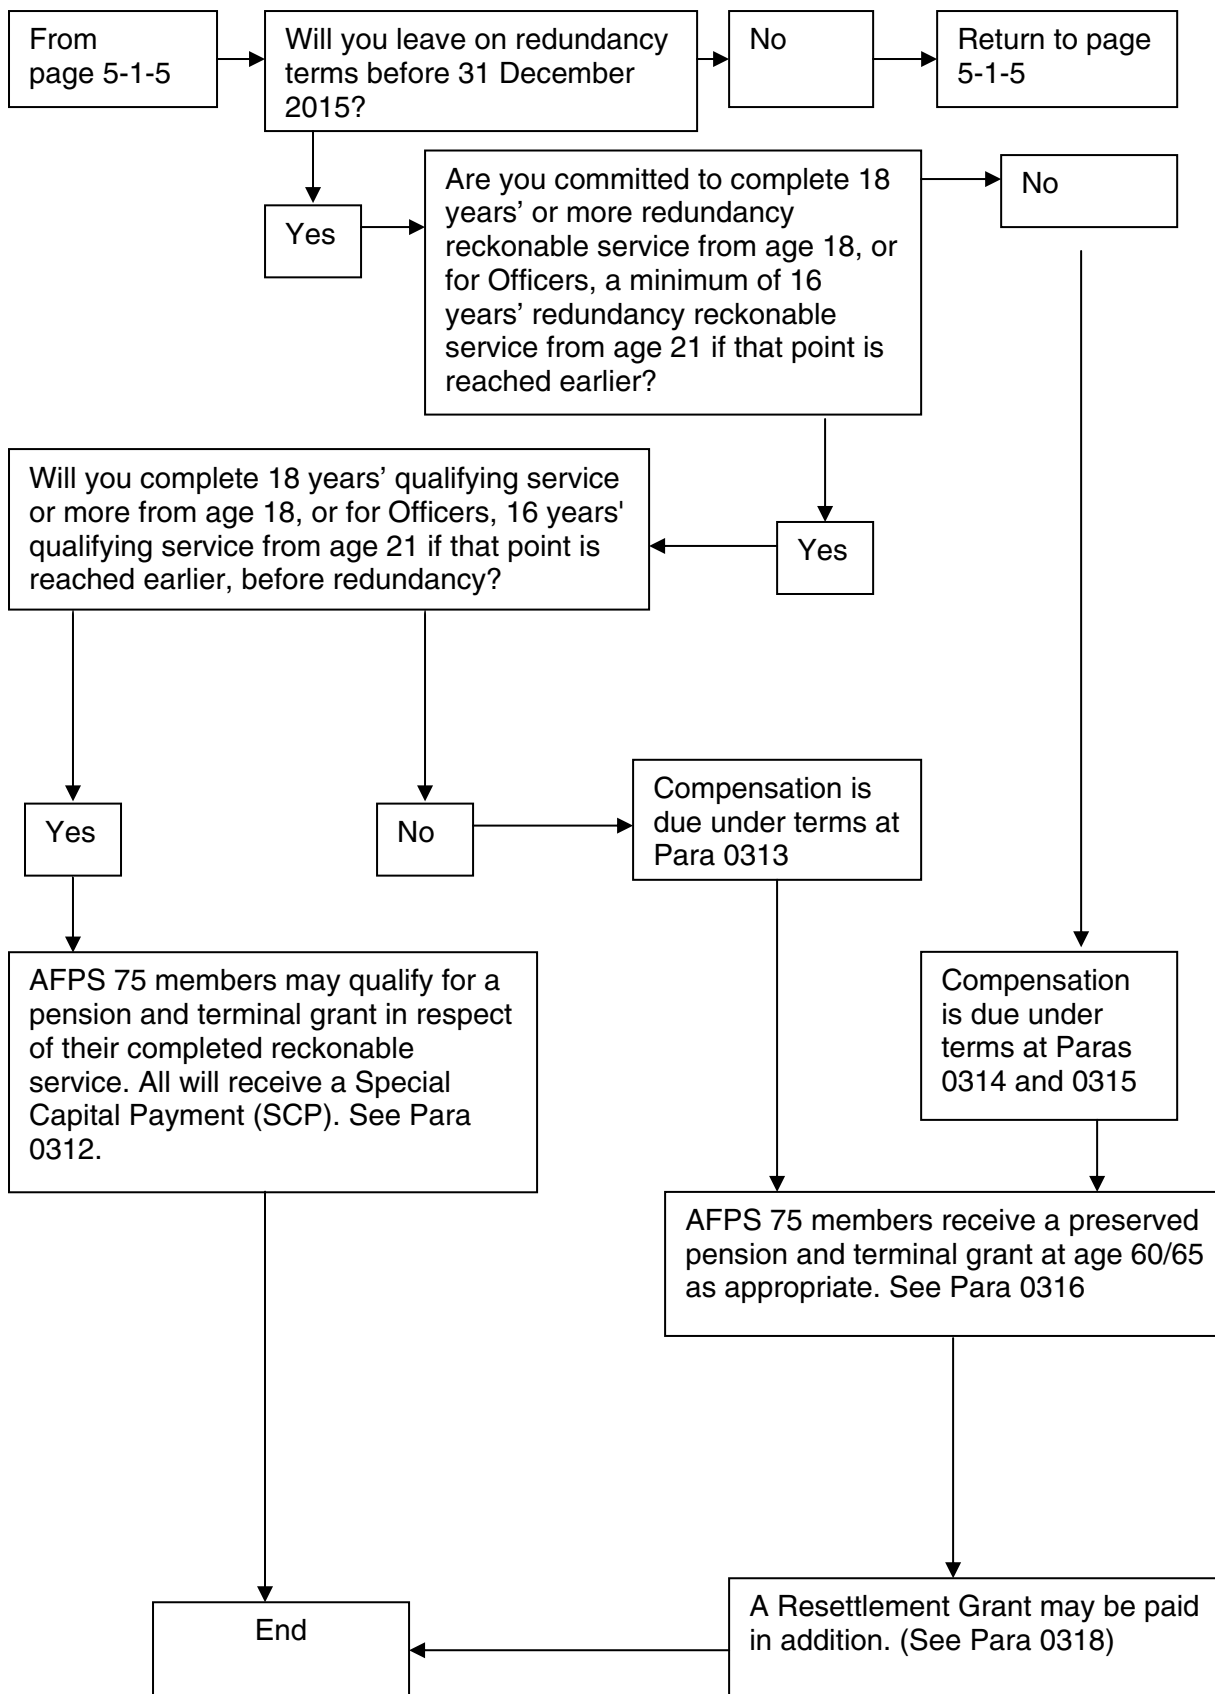 From
page 5-1-5
Will you leave on redundancy
terms before 31 December
2015?
No
Return to page
5-1-5
Yes
Are you committed to complete 18
years’ or more redundancy
reckonable service from age 18, or
for Officers, a minimum of 16
years’ redundancy reckonable
service from age 21 if that point is
reached earlier?
No
Will you complete 18 years’ qualifying service
or more from age 18, or for Officers, 16 years'
qualifying service from age 21 if that point is
reached earlier, before redundancy?
Yes
Yes
No
Compensation is
due under terms at
Para 0313
AFPS 75 members may qualify for a
pension and terminal grant in respect
of their completed reckonable
service. All will receive a Special
Capital Payment (SCP). See Para
0312.
Compensation
is due under
terms at Paras
0314 and 0315
AFPS 75 members receive a preserved
pension and terminal grant at age 60/65
as appropriate. See Para 0316
End
A Resettlement Grant may be paid
in addition. (See Para 0318)